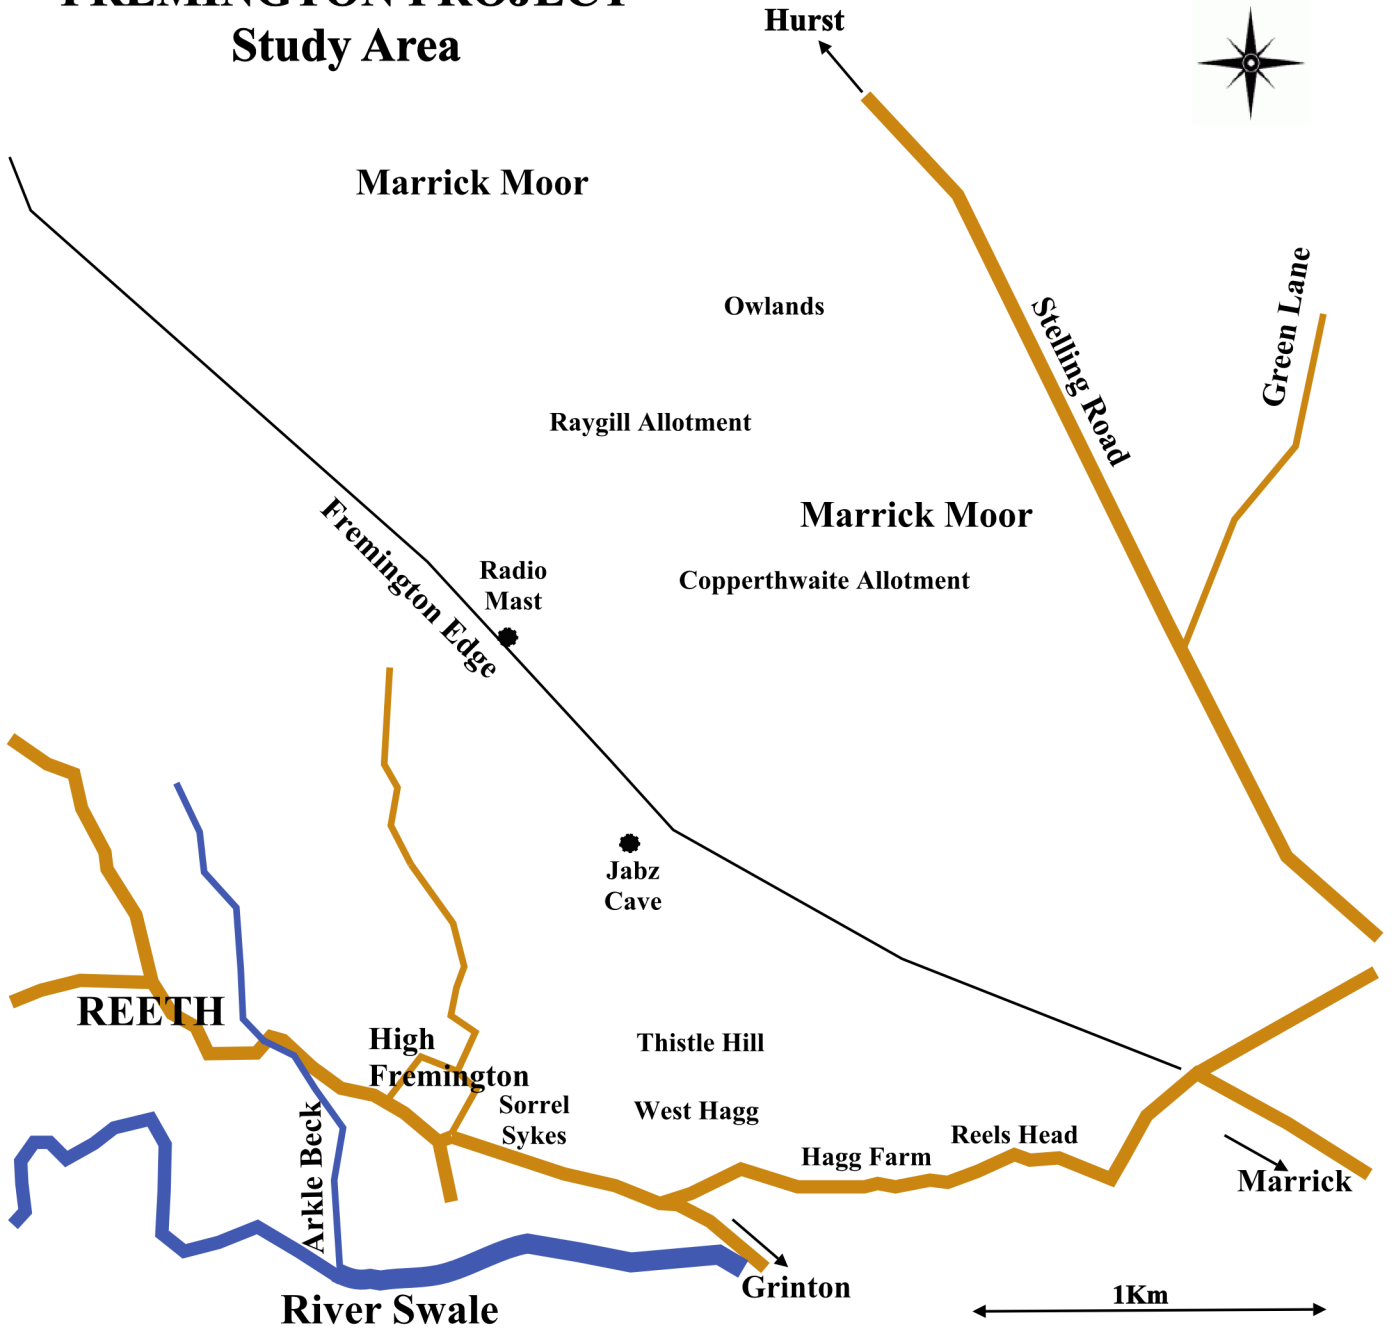 FREMINGTON PROJECT
Study Area
Hurst
Marrick Moor
Owlands
Stelling Road
Green Lane
Raygill Allotment
Marrick Moor
Fremington Edge
Radio
Mast
Copperthwaite Allotment
Jabz
Cave
REETH
High
Fremington
Thistle Hill
Sorrel
Sykes
West Hagg
Reels Head
Hagg Farm
Arkle Beck
Marrick
Grinton
1Km
River Swale